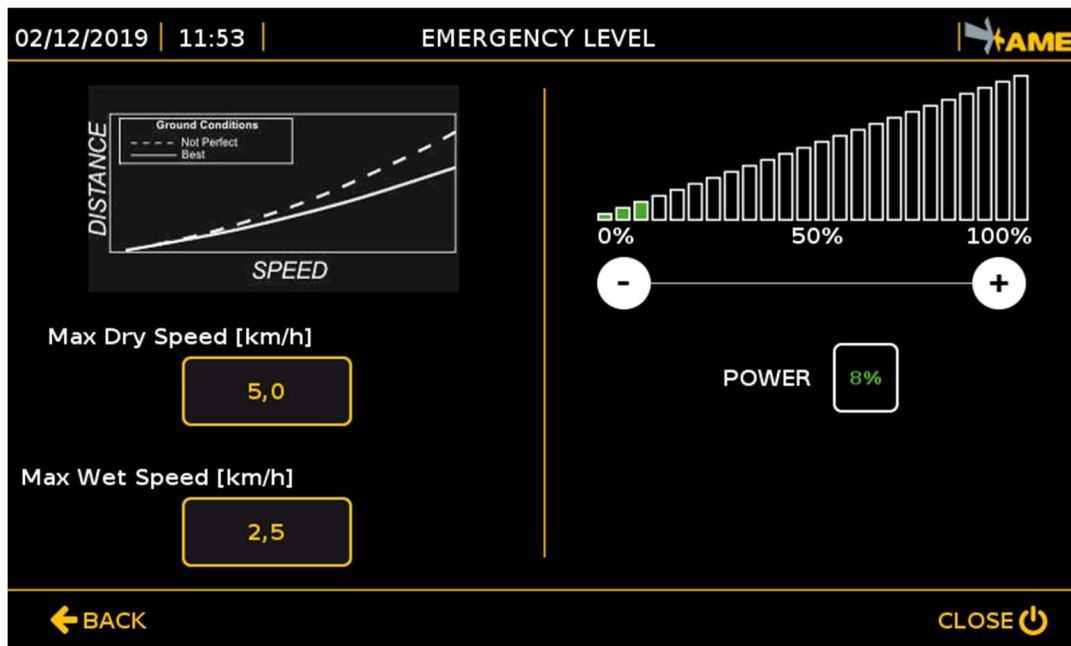 02/12/2019 11:53 EMERGENCY LEVEL AME
DISTANCE
Ground Conditions
Not Perfect
Best
SPEED
Max Dry Speed [km/h]
5,0
Max Wet Speed [km/h]
2,5
0% 50% 100%
- +
POWER 8%
BACK CLOSE